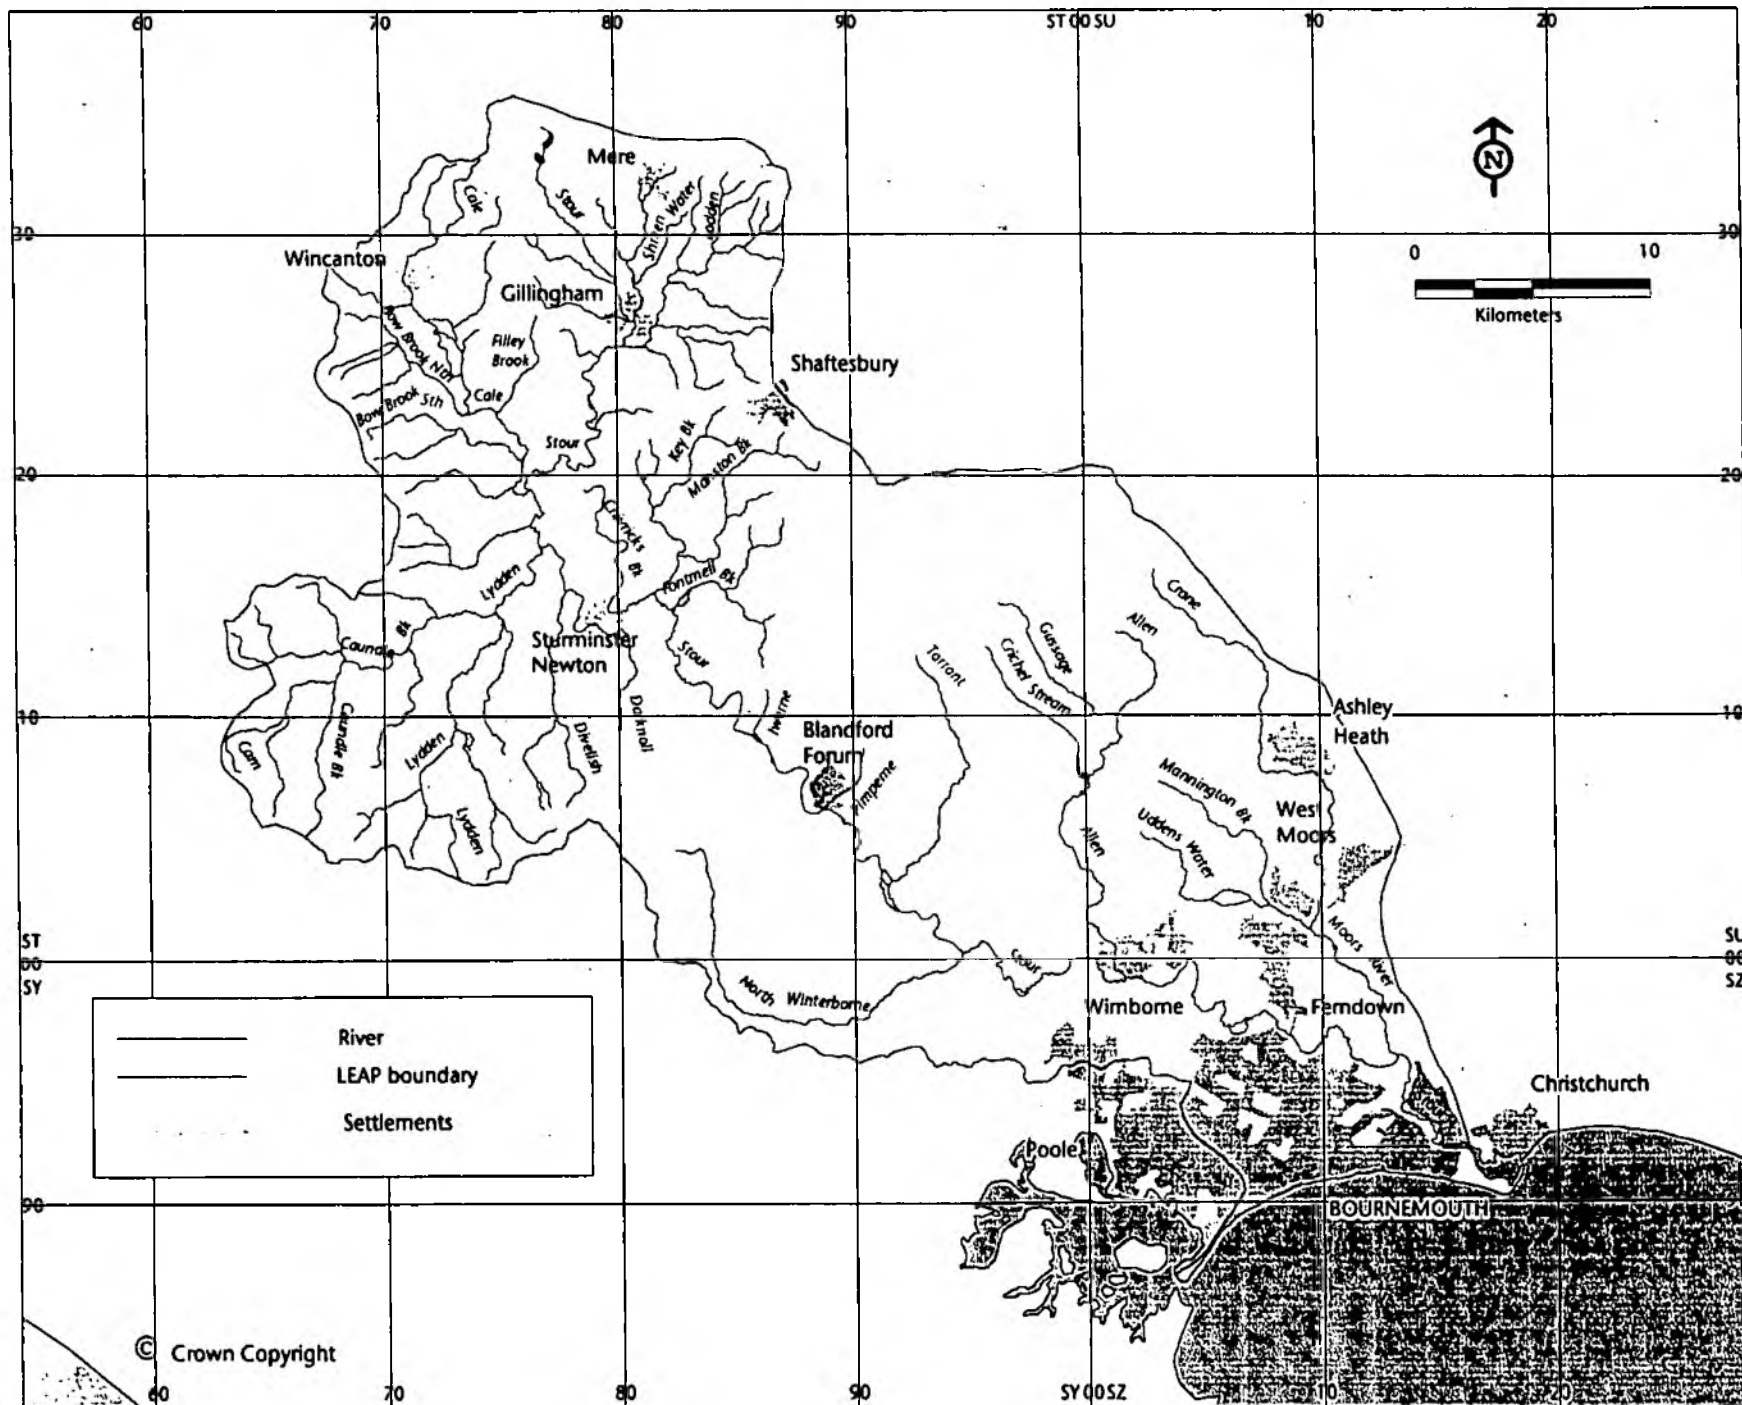 60 70 80 90 ST 00 SU 10 20
Mere
N
Cale
Stour
Shreen Water
Lodden
30
30
Wincanton
0 10
Kilometers
Gillingham
Bow Brook Nth
Filley
Brook
Shaftesbury
Cale
Bow Brook Sth
Stour
Key Bk
Manston Bk
20
20
Chivricks Bk
Fontmell Bk
Lydden
Crane
Allen
Gussage
Crichel Stream
Tarrant
Caundle Bk
Sturminster
Newton
Stour
10
10
Iwerne
Darknoll
Divelish
Caundle Bk
Cam
Lydden
Lydden
Ashley
Heath
Blandford
Forum
Pimperne
Mannington Bk
Uddens Water
Allen
West
Moors
Moors River
ST
00
SY
SU
00
SZ
Stour
North Winterborne
Wimborne
Ferndown
River
LEAP boundary
Settlements
Christchurch
Stour
Poole
90
BOURNEMOUTH
© Crown Copyright
60 70 80 90 SY 00 SZ 10 20